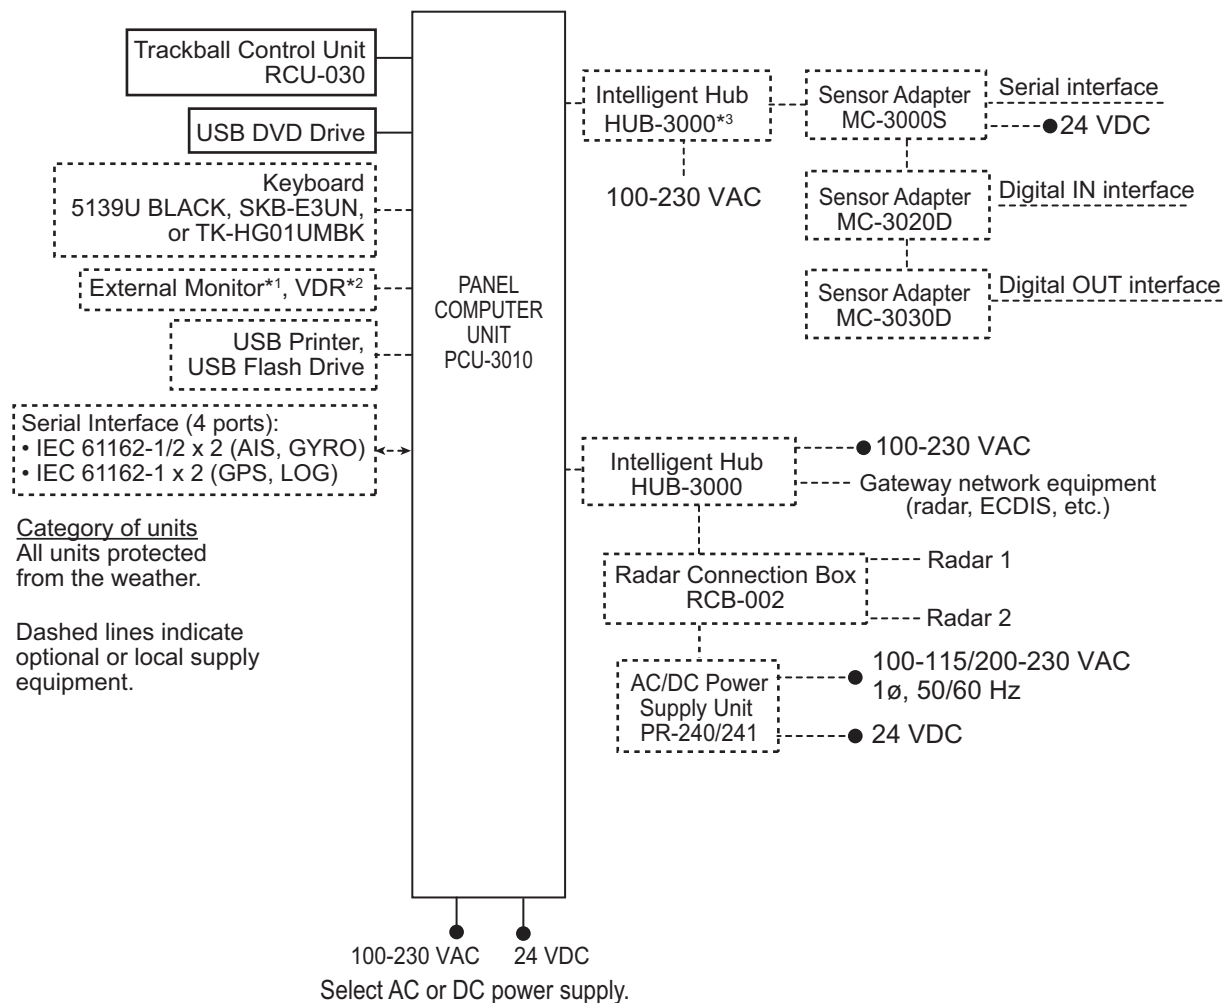 Trackball Control Unit
RCU-030
USB DVD Drive
Keyboard
5139U BLACK, SKB-E3UN,
or TK-HG01UMBK
External Monitor*1, VDR*2
USB Printer,
USB Flash Drive
Serial Interface (4 ports):
• IEC 61162-1/2 x 2 (AIS, GYRO)
• IEC 61162-1 x 2 (GPS, LOG)
Category of units
All units protected
from the weather.
Dashed lines indicate
optional or local supply
equipment.
PANEL
COMPUTER
UNIT
PCU-3010
100-230 VAC
24 VDC
Select AC or DC power supply.
Intelligent Hub
HUB-3000*3
100-230 VAC
Sensor Adapter
MC-3000S
Serial interface
24 VDC
Sensor Adapter
MC-3020D
Digital IN interface
Sensor Adapter
MC-3030D
Digital OUT interface
Intelligent Hub
HUB-3000
100-230 VAC
Gateway network equipment
(radar, ECDIS, etc.)
Radar Connection Box
RCB-002
Radar 1
Radar 2
AC/DC Power
Supply Unit
PR-240/241
100-115/200-230 VAC
1ø, 50/60 Hz
24 VDC